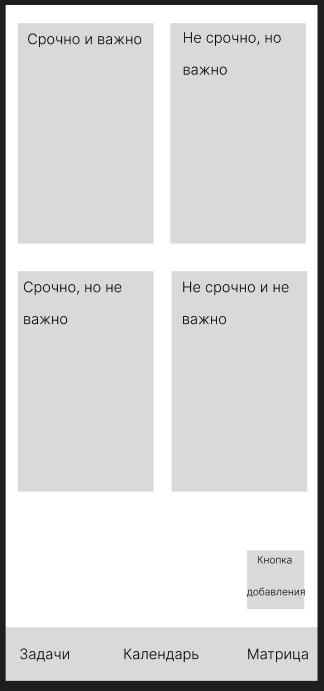 Срочно и важно
Не срочно, но
важно
Срочно, но не
важно
Не срочно и не
важно
Кнопка
добавления
Задачи
Календарь
Матрица